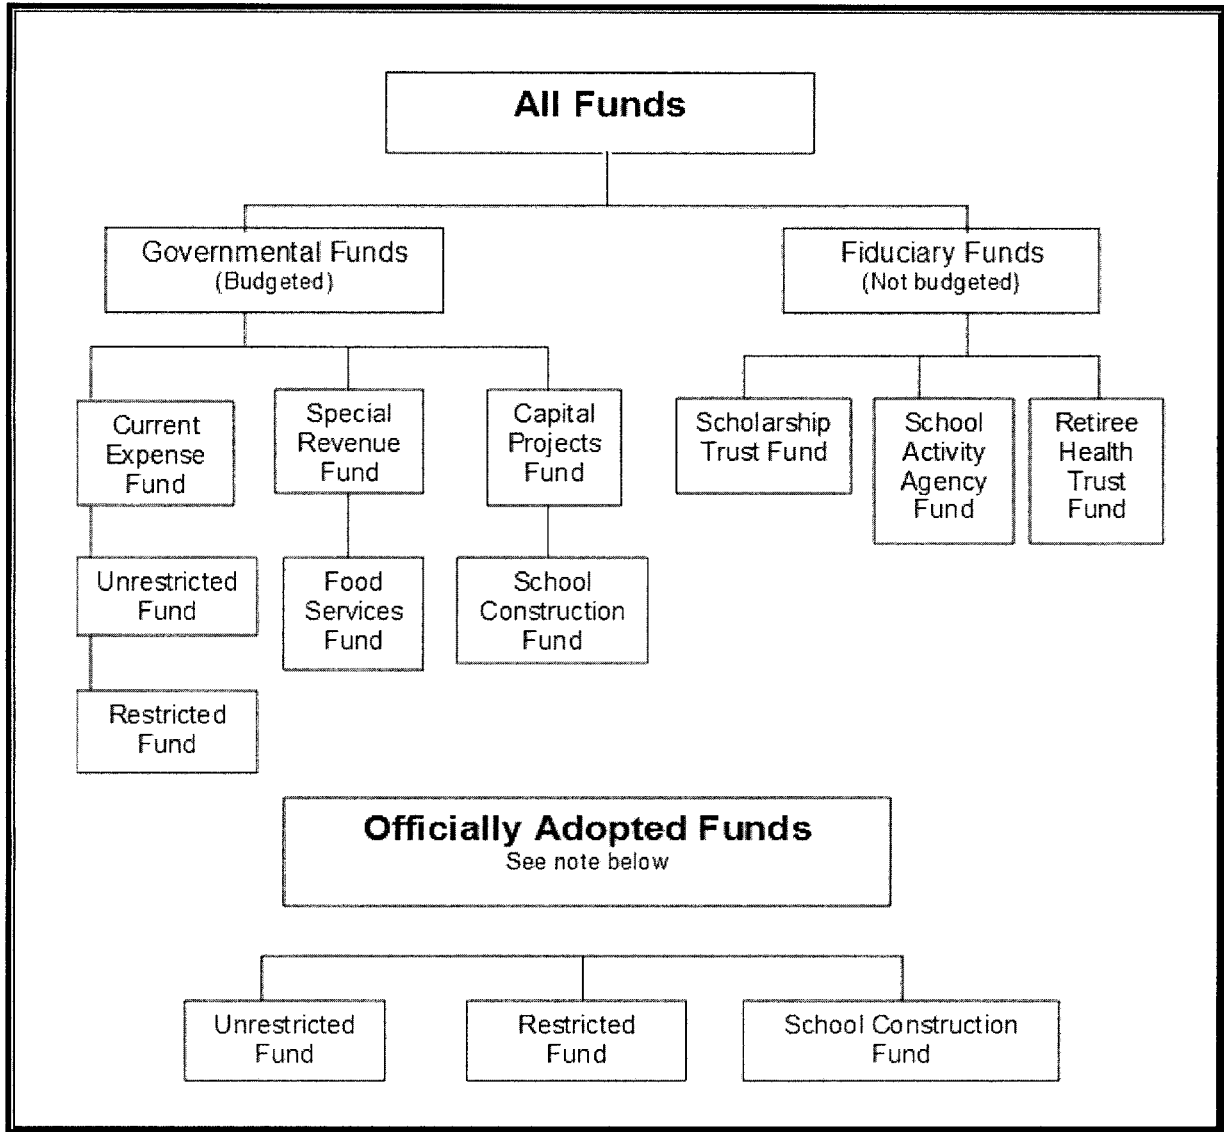 All Funds
Governmental Funds
(Budgeted)
Fiduciary Funds
(Not budgeted)
Current
Expense
Fund
Special
Revenue
Fund
Capital
Projects
Fund
Scholarship
Trust Fund
School
Activity
Agency
Fund
Retiree
Health
Trust
Fund
Unrestricted
Fund
Food
Services
Fund
School
Construction
Fund
Restricted
Fund
Officially Adopted Funds
See note below
Unrestricted
Fund
Restricted
Fund
School Construction
Fund